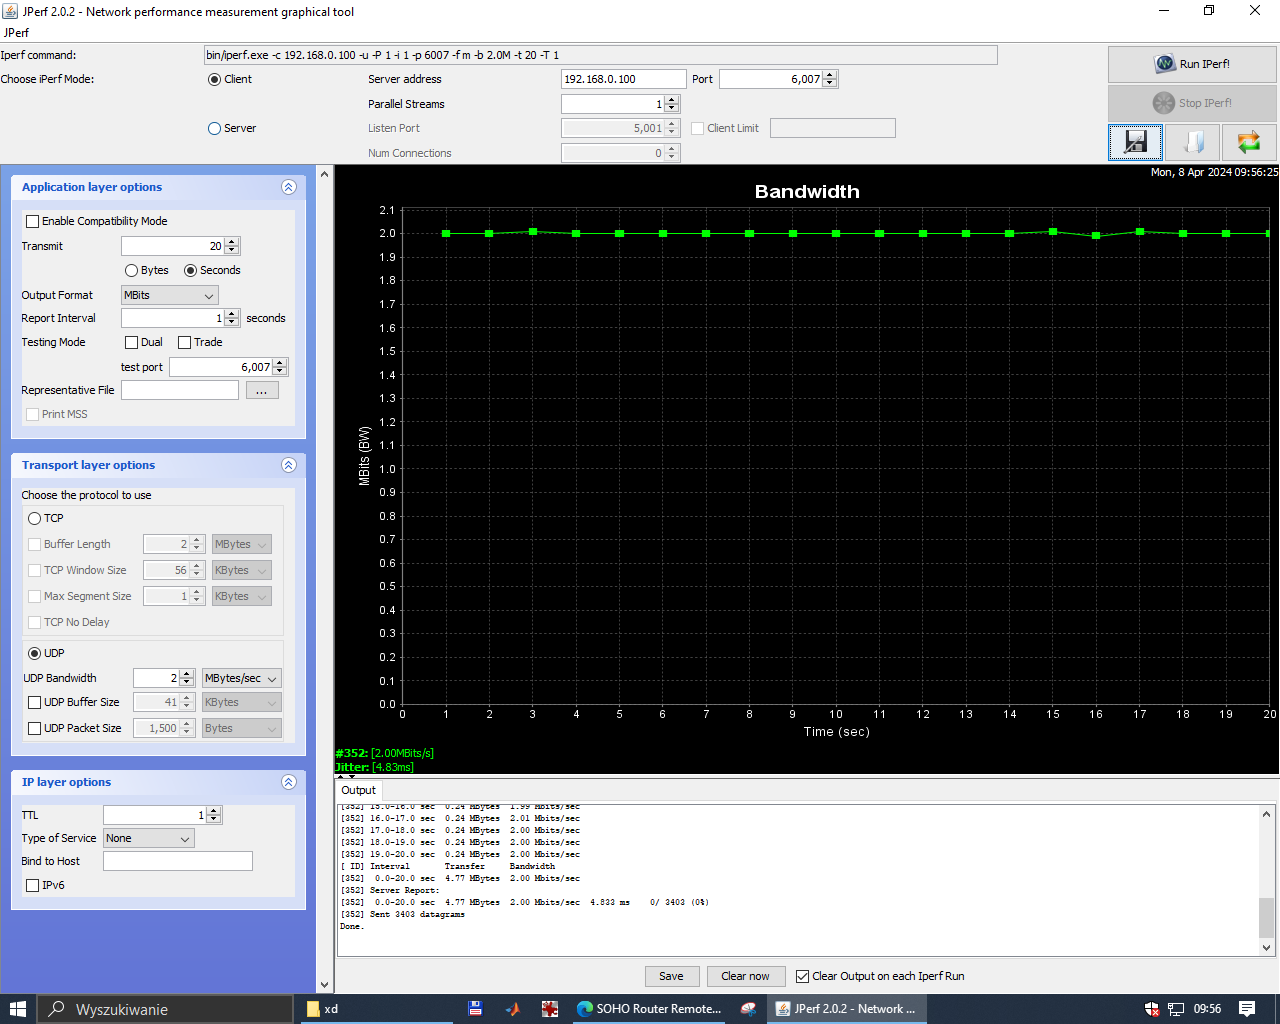 JPerf 2.0.2 - Network performance measurement graphical tool
JPerf
Iperf command: bin/iperf.exe -c 192.168.0.100 -u -P 1 -i 1 -p 6007 -f m -b 2.0M -t 20 -T 1
Run IPerf!
Choose iPerf Mode: Client Server address 192.168.0.100 Port 6,007
Parallel Streams 1
Stop IPerf!
Server Listen Port 5,001 Client Limit
Num Connections 0
Application layer options
Enable Compatibility Mode
Transmit 20
Bytes Seconds
Output Format MBits
Report Interval 1 seconds
Testing Mode Dual Trade
test port 6,007
Representative File ...
Print MSS
Transport layer options
Choose the protocol to use
TCP
Buffer Length 2 MBytes
TCP Window Size 56 KBytes
Max Segment Size 1 KBytes
TCP No Delay
UDP
UDP Bandwidth 2 MBytes/sec
UDP Buffer Size 41 KBytes
UDP Packet Size 1,500 Bytes
IP layer options
TTL 1
Type of Service None
Bind to Host
IPv6
Mon, 8 Apr 2024 09:56:25
Bandwidth
2.1
2.0
1.9
1.8
1.7
1.6
1.5
1.4
1.3
1.2
1.1
1.0
0.9
0.8
0.7
0.6
0.5
0.4
0.3
0.2
0.1
0.0
MBits (BW)
0 1 2 3 4 5 6 7 8 9 10 11 12 13 14 15 16 17 18 19 20
Time (sec)
#352: [2.00MBits/s]
Jitter: [4.83ms]
Output
[352] 15.0-16.0 sec 0.24 MBytes 1.99 Mbits/sec
[352] 16.0-17.0 sec 0.24 MBytes 2.01 Mbits/sec
[352] 17.0-18.0 sec 0.24 MBytes 2.00 Mbits/sec
[352] 18.0-19.0 sec 0.24 MBytes 2.00 Mbits/sec
[352] 19.0-20.0 sec 0.24 MBytes 2.00 Mbits/sec
[ ID] Interval Transfer Bandwidth
[352] 0.0-20.0 sec 4.77 MBytes 2.00 Mbits/sec
[352] Server Report:
[352] 0.0-20.0 sec 4.77 MBytes 2.00 Mbits/sec 4.833 ms 0/ 3403 (0%)
[352] Sent 3403 datagrams
Done.
Save Clear now Clear Output on each Iperf Run
Wyszukiwanie xd SOHO Router Remote... JPerf 2.0.2 - Network ... 09:56